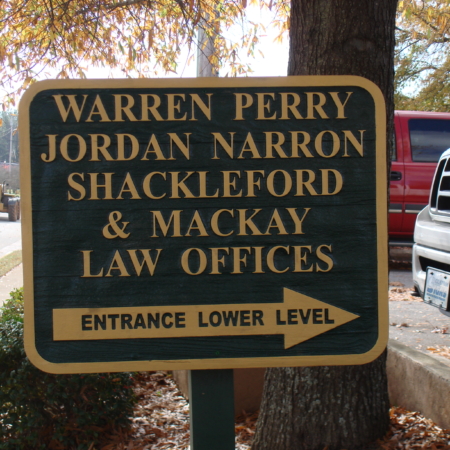 WARREN PERRY
JORDAN NARRON
SHACKLEFORD
& MACKAY
LAW OFFICES
ENTRANCE LOWER LEVEL